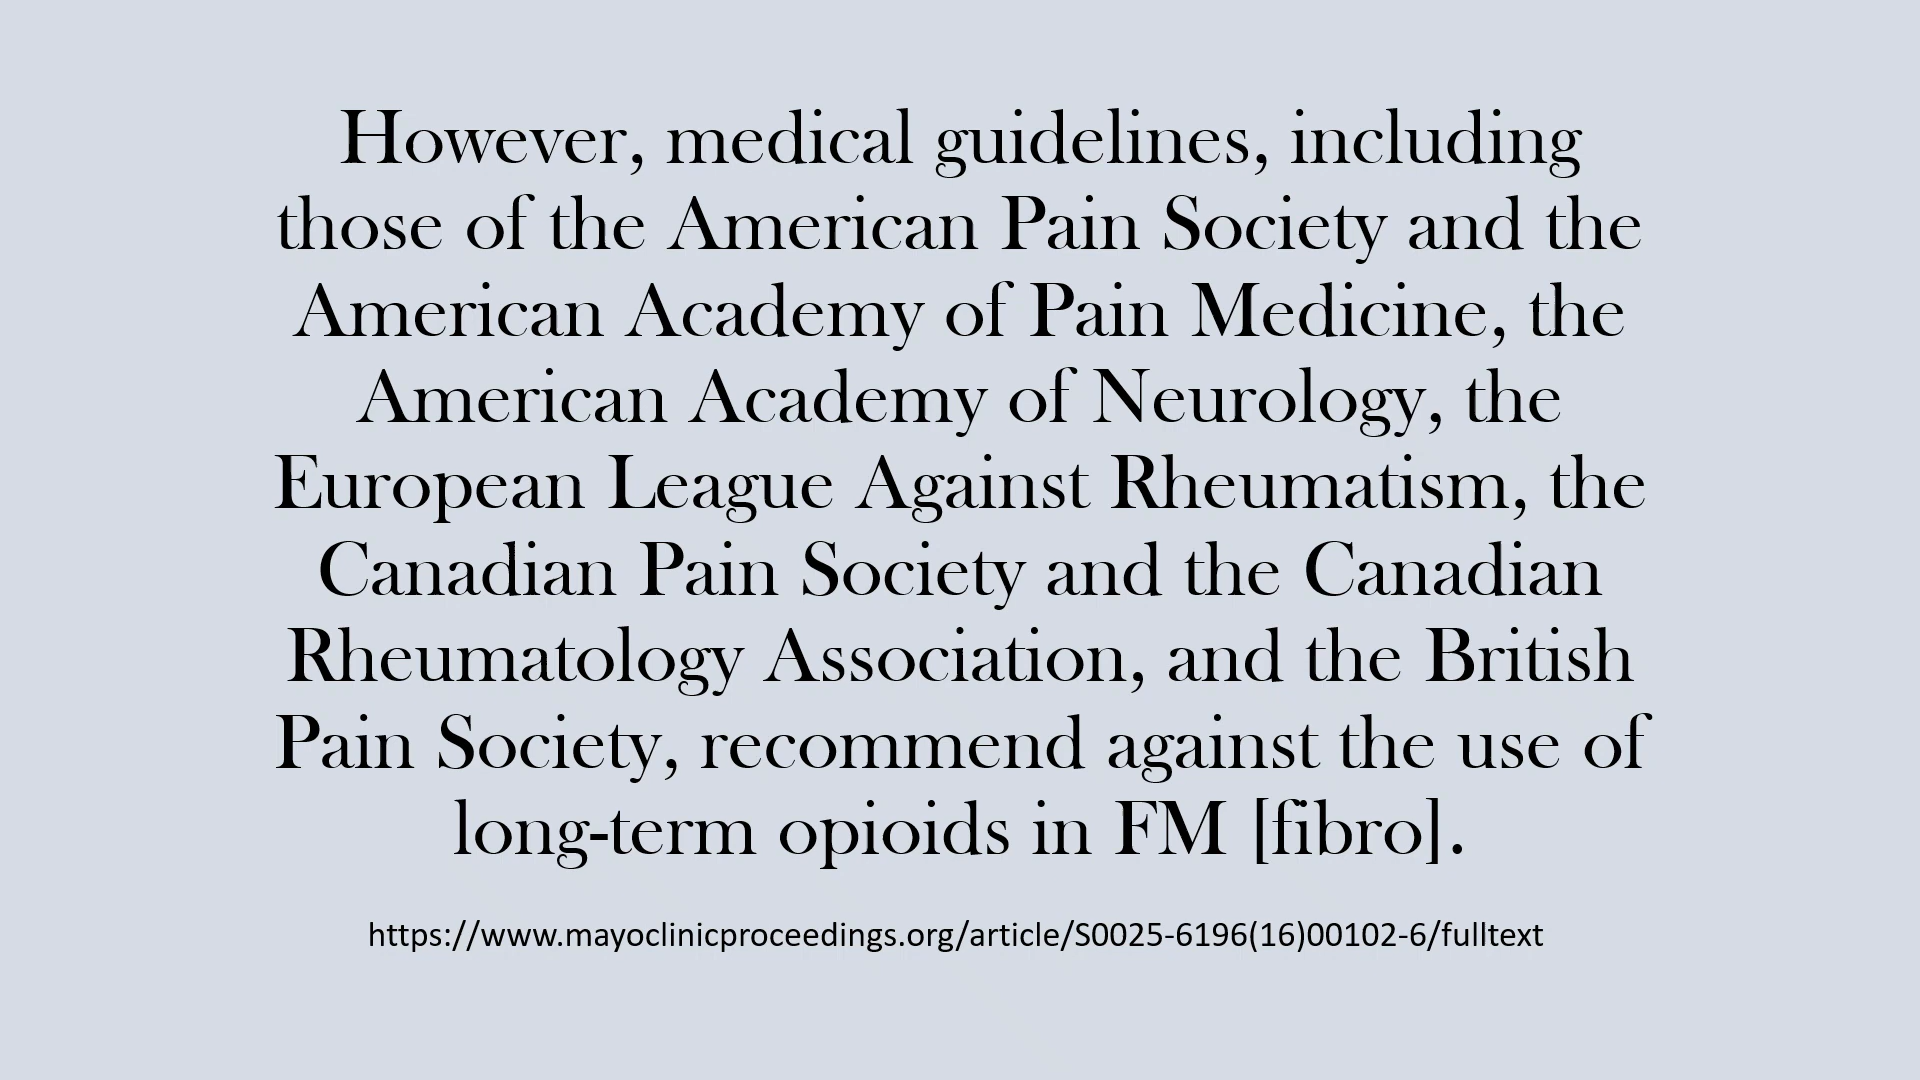 However, medical guidelines, including
those of the American Pain Society and the
American Academy of Pain Medicine, the
American Academy of Neurology, the
European League Against Rheumatism, the
Canadian Pain Society and the Canadian
Rheumatology Association, and the British
Pain Society, recommend against the use of
long-term opioids in FM [fibro].
https://www.mayoclinicproceedings.org/article/S0025-6196(16)00102-6/fulltext